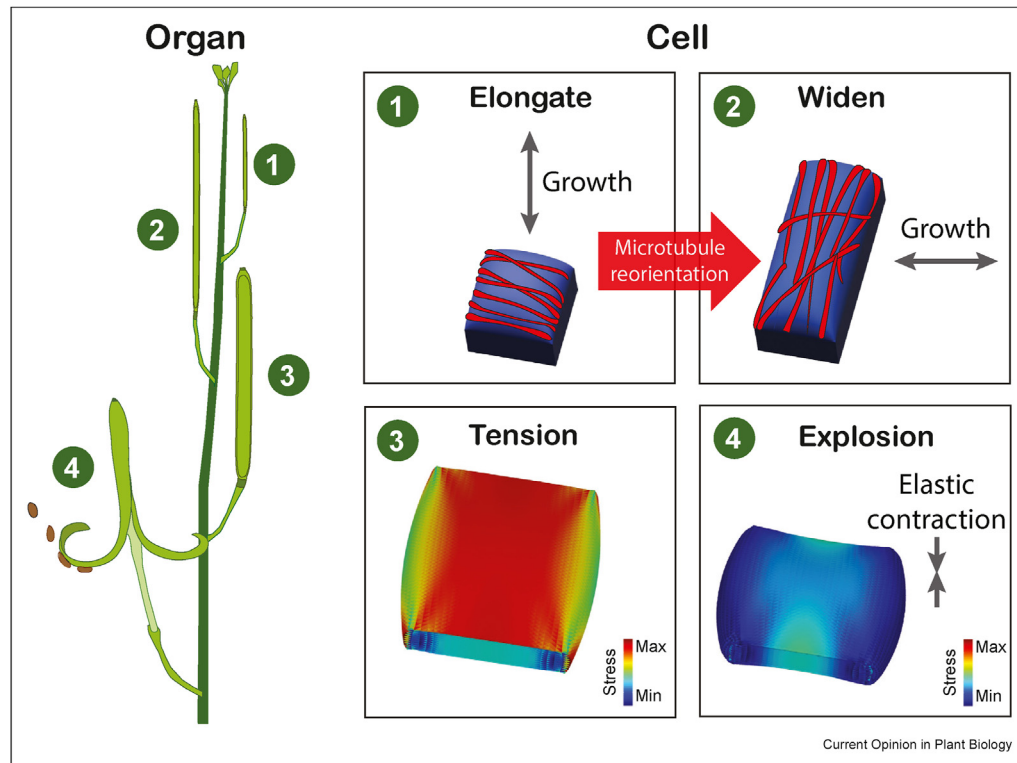 Organ
Cell
1
2
3
4
1
Elongate
Growth
Microtubule
reorientation
2
Widen
Growth
3
Tension
Stress
Max
Min
4
Explosion
Elastic
contraction
Stress
Max
Min
Current Opinion in Plant Biology